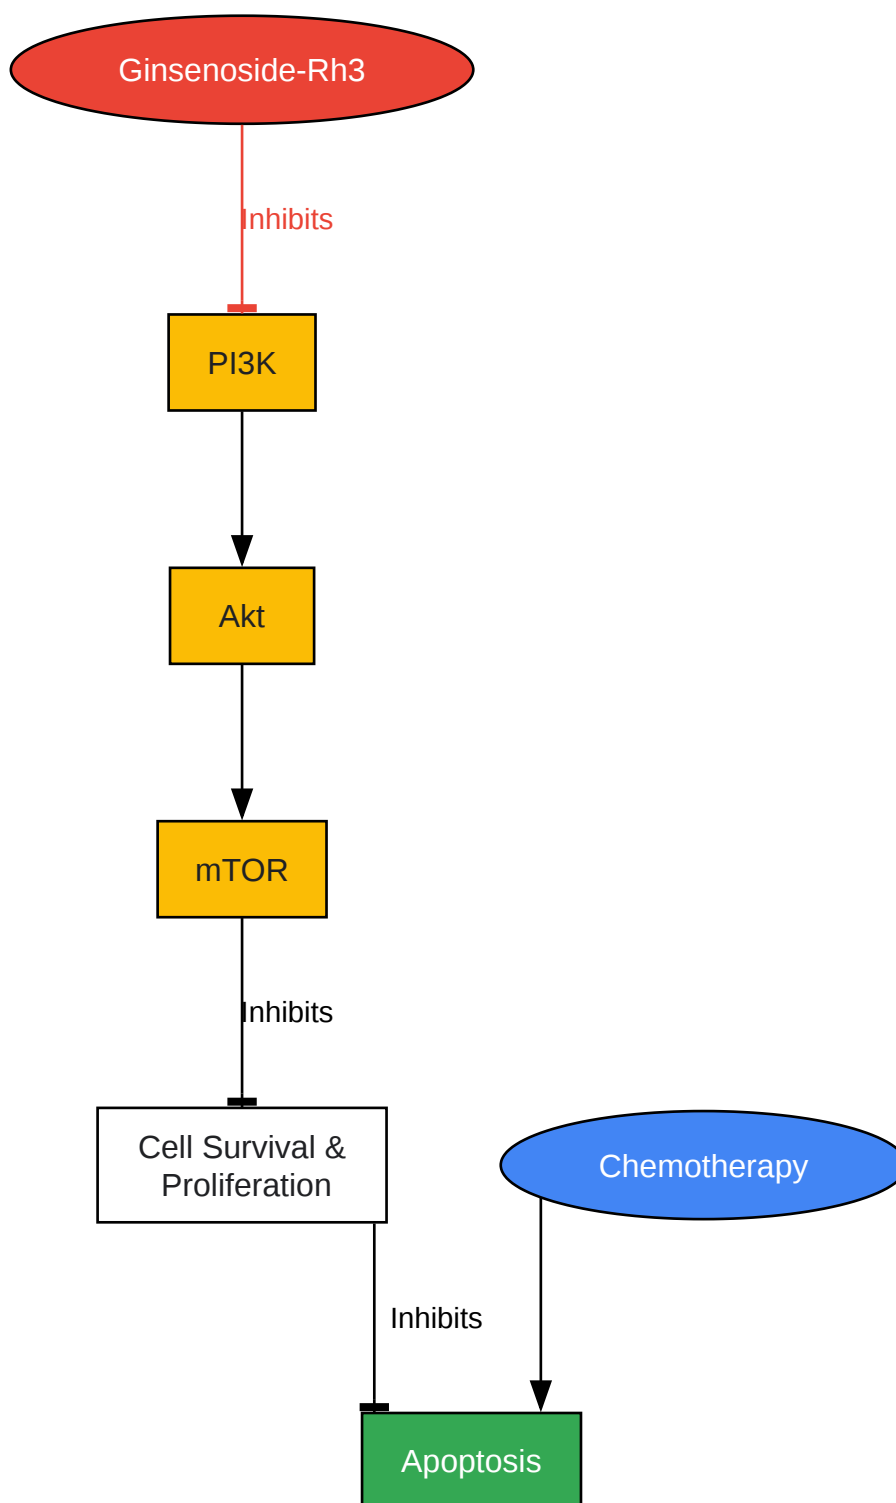 Ginsenoside-Rh3
Inhibits
PI3K
Akt
mTOR
Inhibits
Cell Survival &
Proliferation
Chemotherapy
Inhibits
Apoptosis